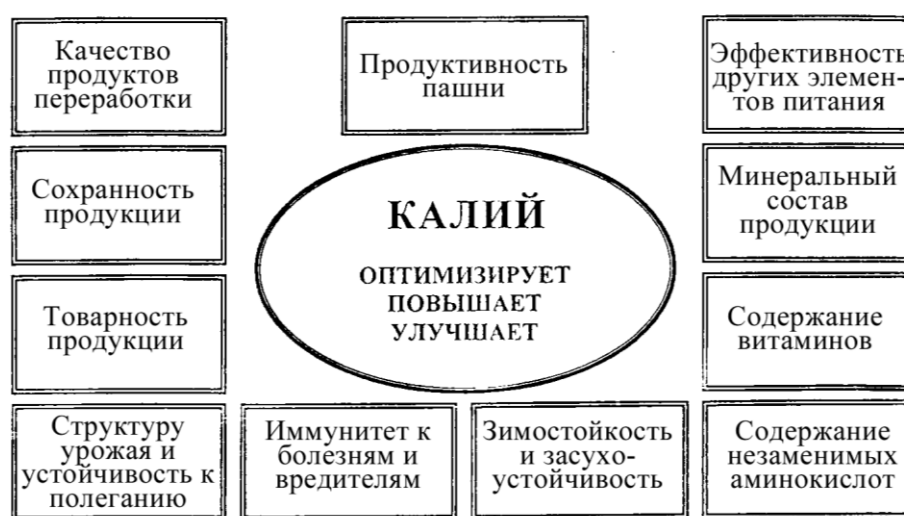 Качество
продуктов
переработки
Продуктивность
пашни
Эффективность
других элемен-
тов питания
Сохранность
продукции
КАЛИЙ
ОПТИМИЗИРУЕТ
ПОВЫШАЕТ
УЛУЧШАЕТ
Минеральный
состав
продукции
Товарность
продукции
Содержание
витаминов
Структуру
урожая и
устойчивость к
полеганию
Иммунитет к
болезням и
вредителям
Зимостойкость
и засухо-
устойчивость
Содержание
незаменимых
аминокислот